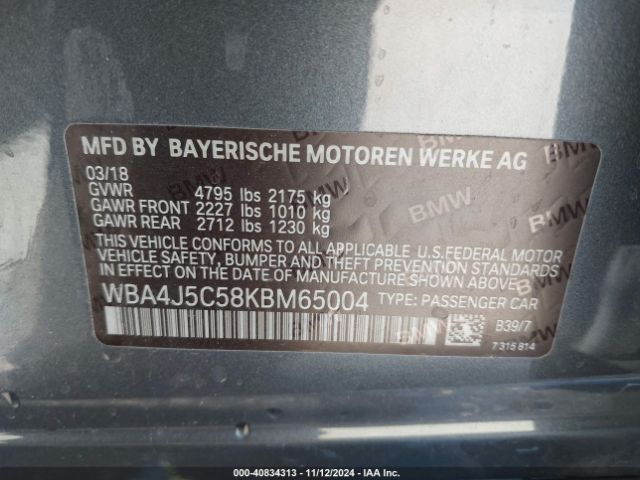 MFD BY BAYERISCHE MOTOREN WERKE AG
03/18
GVWR 4795 lbs 2175 kg
GAWR FRONT 2227 lbs 1010 kg
GAWR REAR 2712 lbs 1230 kg
THIS VEHICLE CONFORMS TO ALL APPLICABLE U.S.FEDERAL MOTOR
VEHICLE SAFETY, BUMPER AND THEFT PREVENTION STANDARDS
IN EFFECT ON THE DATE OF MANUFACTURE SHOWN ABOVE.
WBA4J5C58KBM65004 TYPE: PASSENGER CAR
B39/7
7 315 814
000-40834313 - 11/12/2024 - IAA Inc.